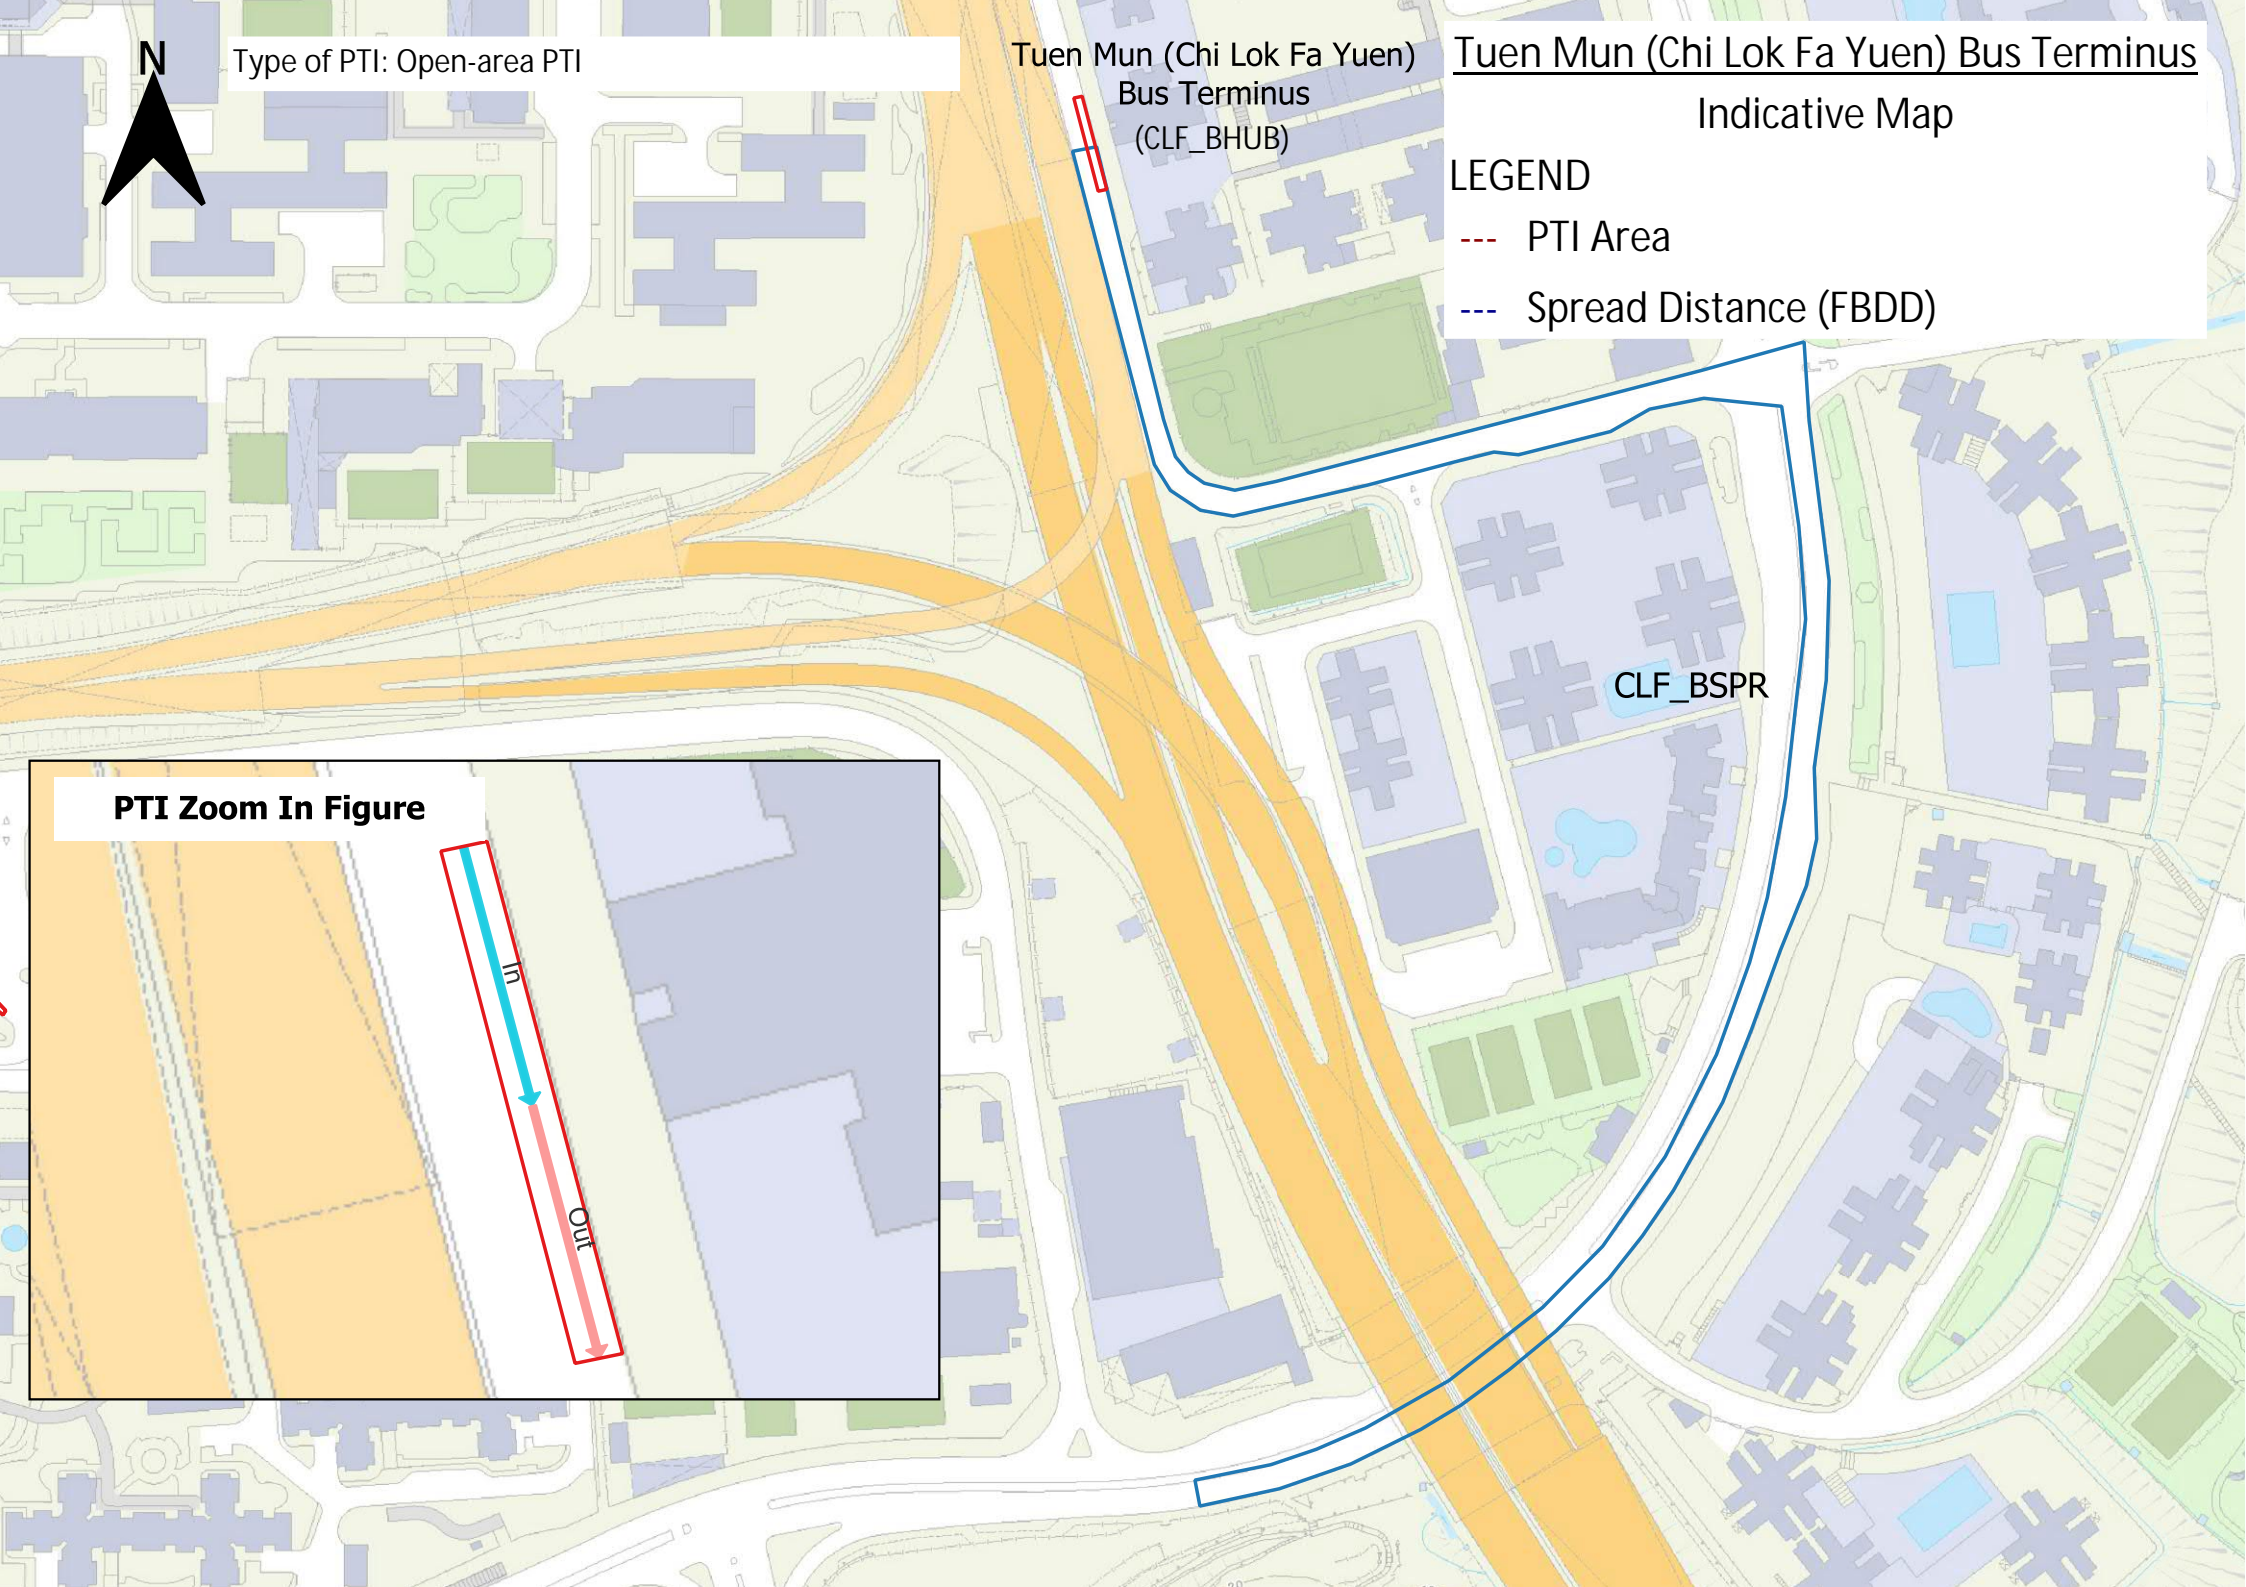 N
Type of PTI: Open-area PTI
Tuen Mun (Chi Lok Fa Yuen)
Bus Terminus
(CLF_BHUB)
Tuen Mun (Chi Lok Fa Yuen) Bus Terminus
Indicative Map
LEGEND
--- PTI Area
--- Spread Distance (FBDD)
CLF_BSPR
PTI Zoom In Figure
In
Out